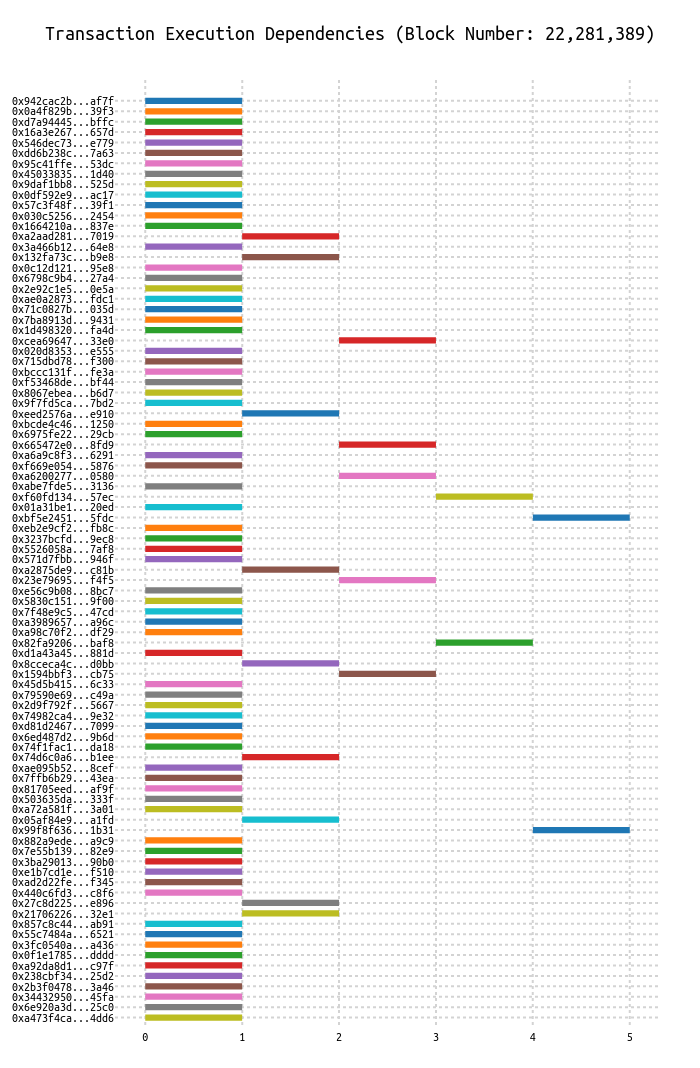 Transaction Execution Dependencies (Block Number: 22,281,389)
0x942cac2b...af7f
0x0a4f829b...39f3
0xd7a94445...bffc
0x16a3e267...657d
0x546dec73...e779
0xdd6b238c...7a63
0x95c41ffe...53dc
0x45033835...1d40
0x9daf1bb8...525d
0x0df592e9...ac17
0x57c3f48f...39f1
0x030c5256...2454
0x1664210a...837e
0xa2aad281...7019
0x3a466b12...64e8
0x132fa73c...b9e8
0x0c12d121...95e8
0x6798c9b4...27a4
0x2e92c1e5...0e5a
0xae0a2873...fdc1
0x71c0827b...035d
0x7ba8913d...9431
0x1d498320...fa4d
0xcea69647...33e0
0x020d8353...e555
0x715dbd78...f300
0xbccc131f...fe3a
0xf53468de...bf44
0x8067ebea...b6d7
0x9f7fd5ca...7bd2
0xeed2576a...e910
0xbcde4c46...1250
0x6975fe22...29cb
0x665472e0...8fd9
0xa6a9c8f3...6291
0xf669e054...5876
0xa6200277...0580
0xabe7fde5...3136
0xf60fd134...57ec
0x01a31be1...20ed
0xbf5e2451...5fdc
0xeb2e9cf2...fb8c
0x3237bcfd...9ec8
0x5526058a...7af8
0x571d7fbb...946f
0xa2875de9...c81b
0x23e79695...f4f5
0xe56c9b08...8bc7
0x5830c151...9f00
0x7f48e9c5...47cd
0xa3989657...a96c
0xa98c70f2...df29
0x82fa9206...baf8
0xd1a43a45...881d
0x8cceca4c...d0bb
0x1594bbf3...cb75
0x45d5b415...6c33
0x79590e69...c49a
0x2d9f792f...5667
0x74982ca4...9e32
0xd81d2467...7099
0x6ed487d2...9b6d
0x74f1fac1...da18
0x74d6c0a6...b1ee
0xae095b52...8cef
0x7ffb6b29...43ea
0x81705eed...af9f
0x503635da...333f
0xa72a581f...3a01
0x05af84e9...a1fd
0x99f8f636...1b31
0x882a9ede...a9c9
0x7e55b139...82e9
0x3ba29013...90b0
0xe1b7cd1e...f510
0xad2d22fe...f345
0x440c6fd3...c8f6
0x27c8d225...e896
0x21706226...32e1
0x857c8c44...ab91
0x55c7484a...6521
0x3fc0540a...a436
0x0f1e1785...dddd
0xa92da8d1...c97f
0x238cbf34...25d2
0x2b3f0478...3a46
0x34432950...45fa
0x6e920a3d...25c0
0xa473f4ca...4dd6
0 1 2 3 4 5